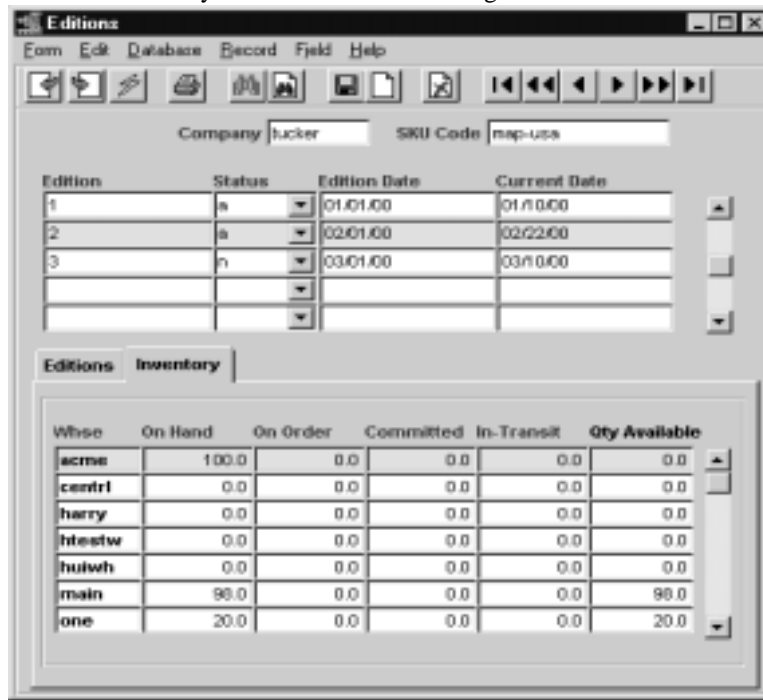 Editions
Form Edit Database Record Field Help
Company tucker SKU Code map-usa
Edition Status Edition Date Current Date
1 a 01/01/00 01/10/00
2 a 02/01/00 02/22/00
3 n 03/01/00 03/10/00
Editions Inventory
Whse On Hand On Order Committed In-Transit Qty Available
acme 100.0 0.0 0.0 0.0 0.0
centrl 0.0 0.0 0.0 0.0 0.0
harry 0.0 0.0 0.0 0.0 0.0
htestw 0.0 0.0 0.0 0.0 0.0
huiwh 0.0 0.0 0.0 0.0 0.0
main 98.0 0.0 0.0 0.0 98.0
one 20.0 0.0 0.0 0.0 20.0